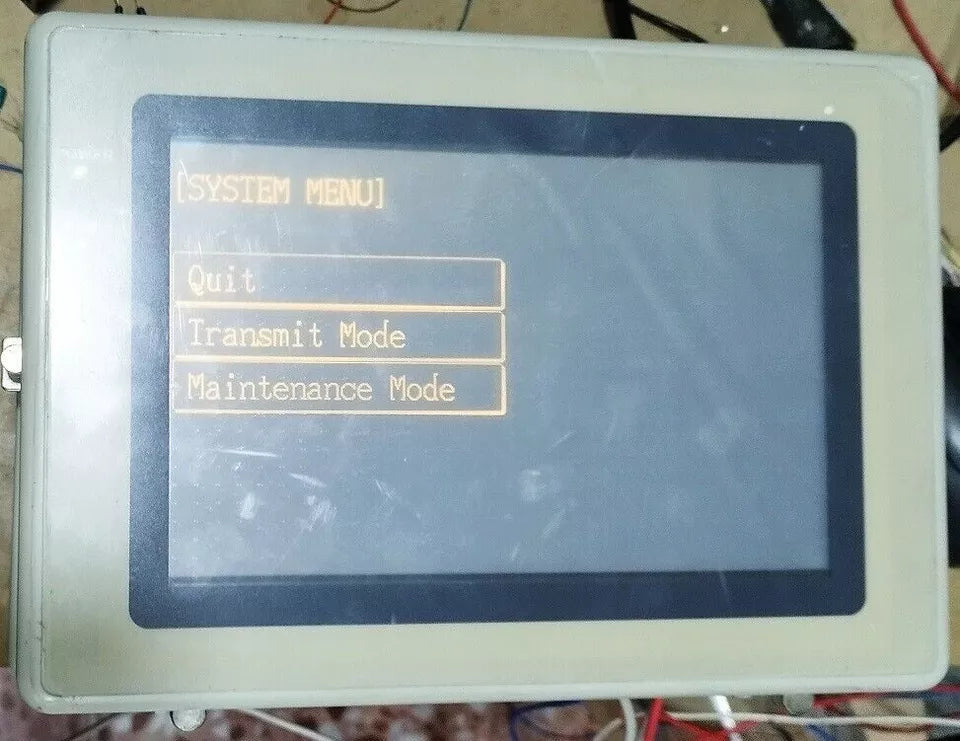 [SYSTEM MENU]
Quit
Transmit Mode
Maintenance Mode